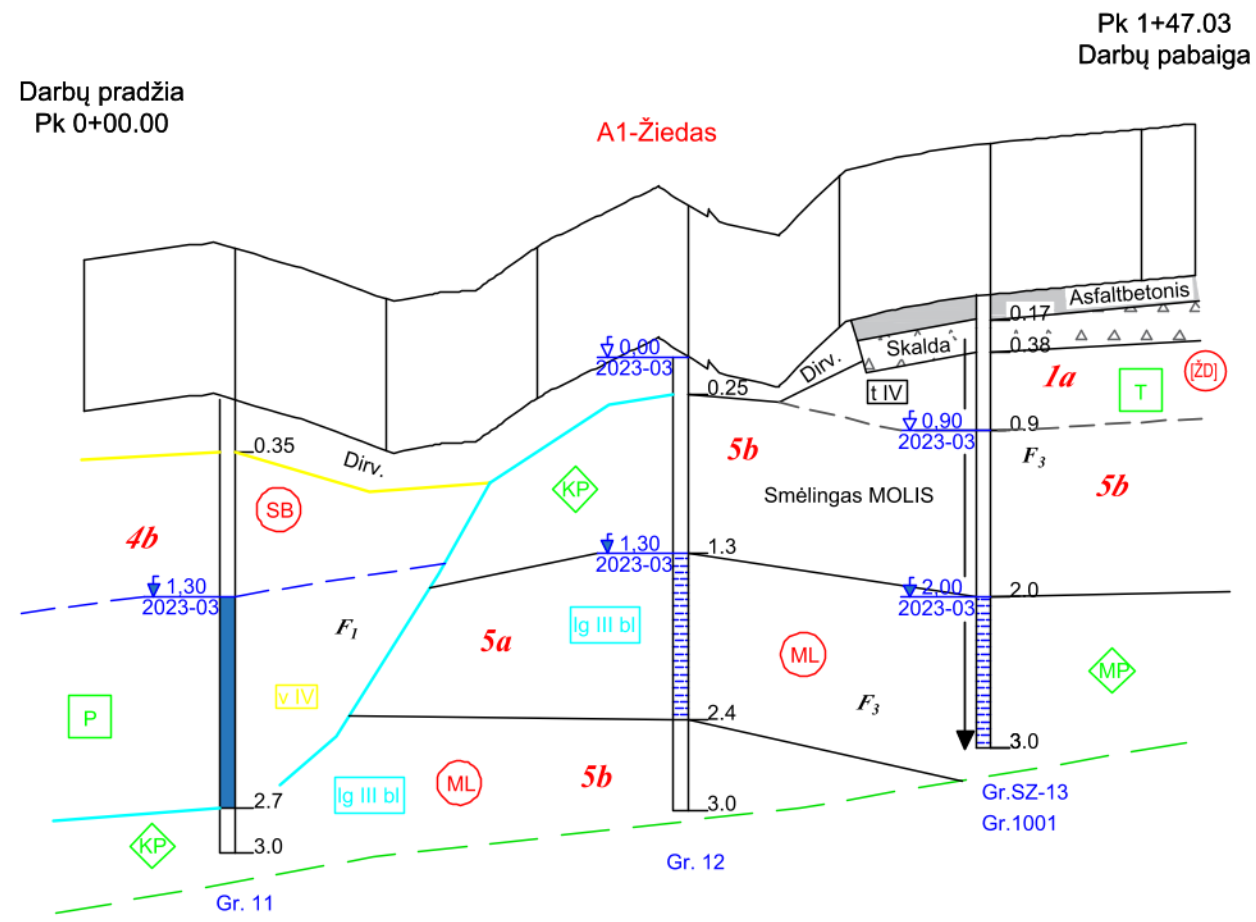 Pk 1+47.03
Darbų pabaiga
Darbų pradžia
Pk 0+00.00
A1-Žiedas
Asfaltbetonis
0.17
0,00
2023-03
Skalda
0.38
Dirv.
1a
[ŽD]
T
0.25
t IV
0,90
2023-03
0.9
0.35
Dirv.
5b
F3
KP
Smėlingas MOLIS
5b
SB
4b
1,30
2023-03
1.3
1,30
2023-03
2,00
2023-03
2.0
F1
lg III bl
5a
ML
MP
v IV
F3
P
2.4
3.0
ML
5b
lg III bl
Gr.SZ-13
2.7
3.0
Gr.1001
KP
3.0
Gr. 12
Gr. 11